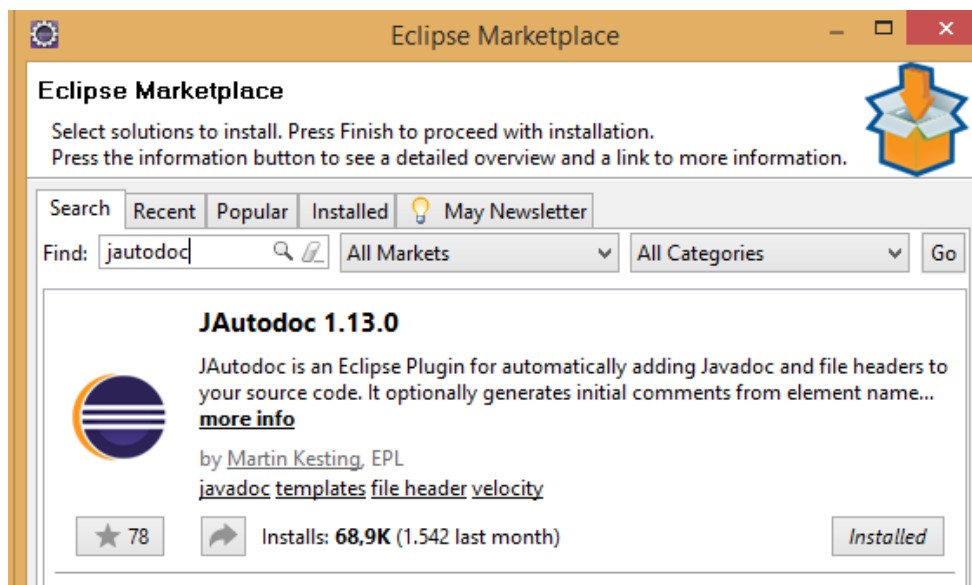 Eclipse Marketplace
Eclipse Marketplace
Select solutions to install. Press Finish to proceed with installation.
Press the information button to see a detailed overview and a link to more information.
Search Recent Popular Installed May Newsletter
Find: jautodoc All Markets All Categories Go
JAutodoc 1.13.0
JAutodoc is an Eclipse Plugin for automatically adding Javadoc and file headers to
your source code. It optionally generates initial comments from element name...
more info
by Martin Kesting, EPL
javadoc templates file header velocity
78 Installs: 68,9K (1.542 last month) Installed